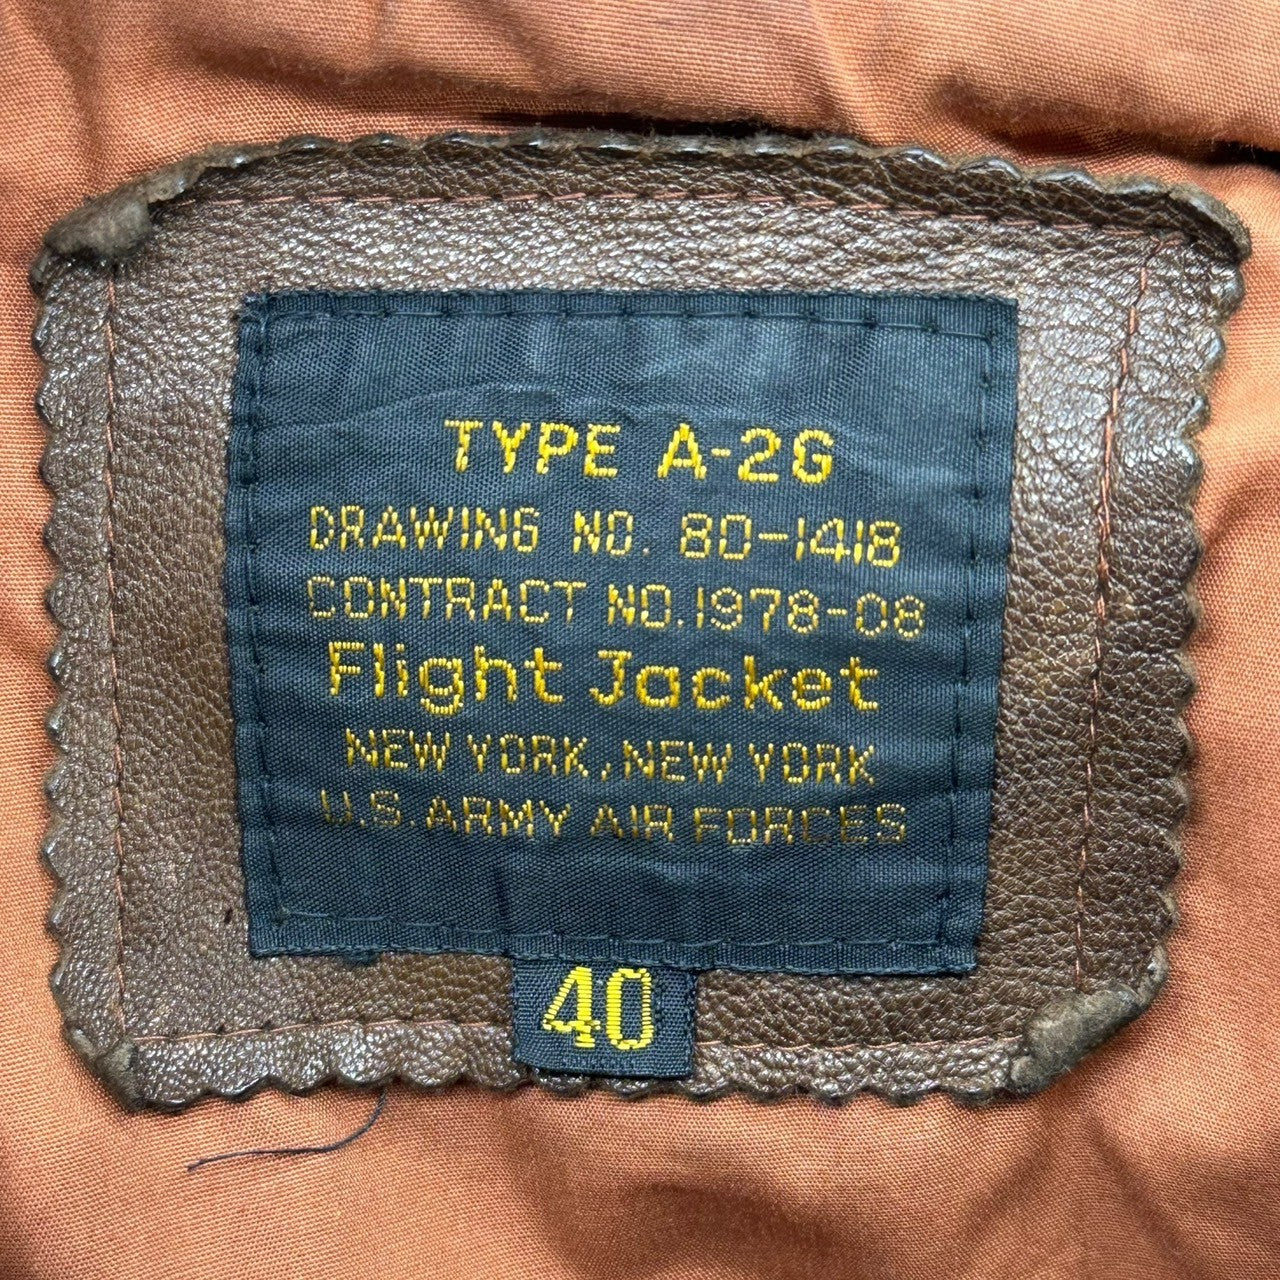 TYPE A-2G
DRAWING NO. 80-1418
CONTRACT NO.1978-08
Flight Jacket
NEW YORK, NEW YORK
U.S. ARMY AIR FORCES
40